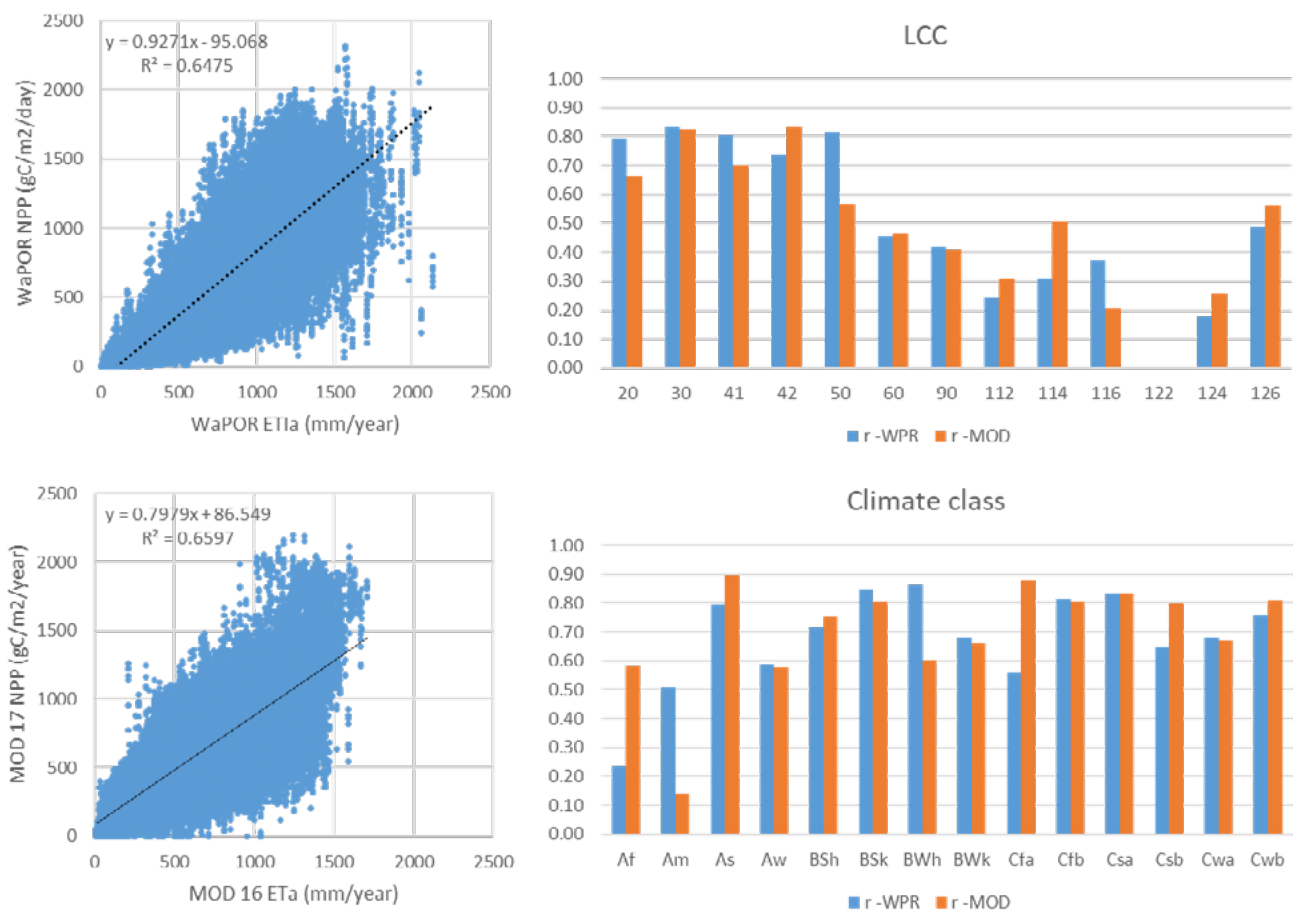 2500
2000
1500
1000
500
0
y = 0.9271x - 95.068
R² = 0.6475
WaPOR NPP (gC/m2/day)
0 500 1000 1500 2000 2500
WaPOR ETIa (mm/year)
LCC
1.00
0.90
0.80
0.70
0.60
0.50
0.40
0.30
0.20
0.10
0.00
20 30 41 42 50 60 90 112 114 116 122 124 126
r -WPR r -MOD
2500
2000
1500
1000
500
0
y = 0.7979x + 86.549
R² = 0.6597
MOD 17 NPP (gC/m2/year)
0 500 1000 1500 2000 2500
MOD 16 ETa (mm/year)
Climate class
1.00
0.90
0.80
0.70
0.60
0.50
0.40
0.30
0.20
0.10
0.00
Af Am As Aw BSh BSk BWh BWk Cfa Cfb Csa Csb Cwa Cwb
r -WPR r -MOD